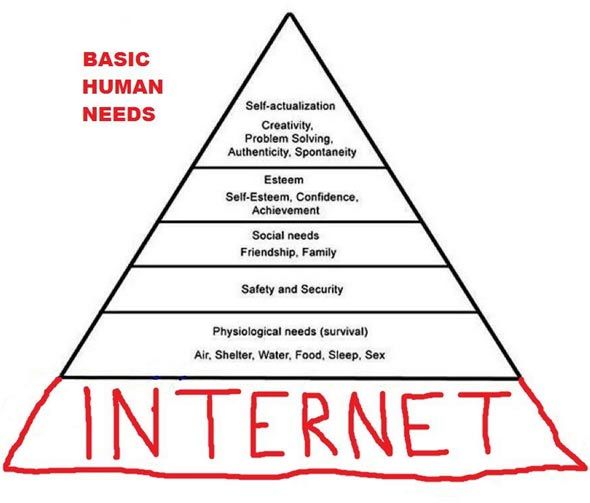 BASIC
HUMAN
NEEDS
Self-actualization
Creativity,
Problem Solving,
Authenticity, Spontaneity
Esteem
Self-Esteem, Confidence,
Achievement
Social needs
Friendship, Family
Safety and Security
Physiological needs (survival)
Air, Shelter, Water, Food, Sleep, Sex
INTERNET